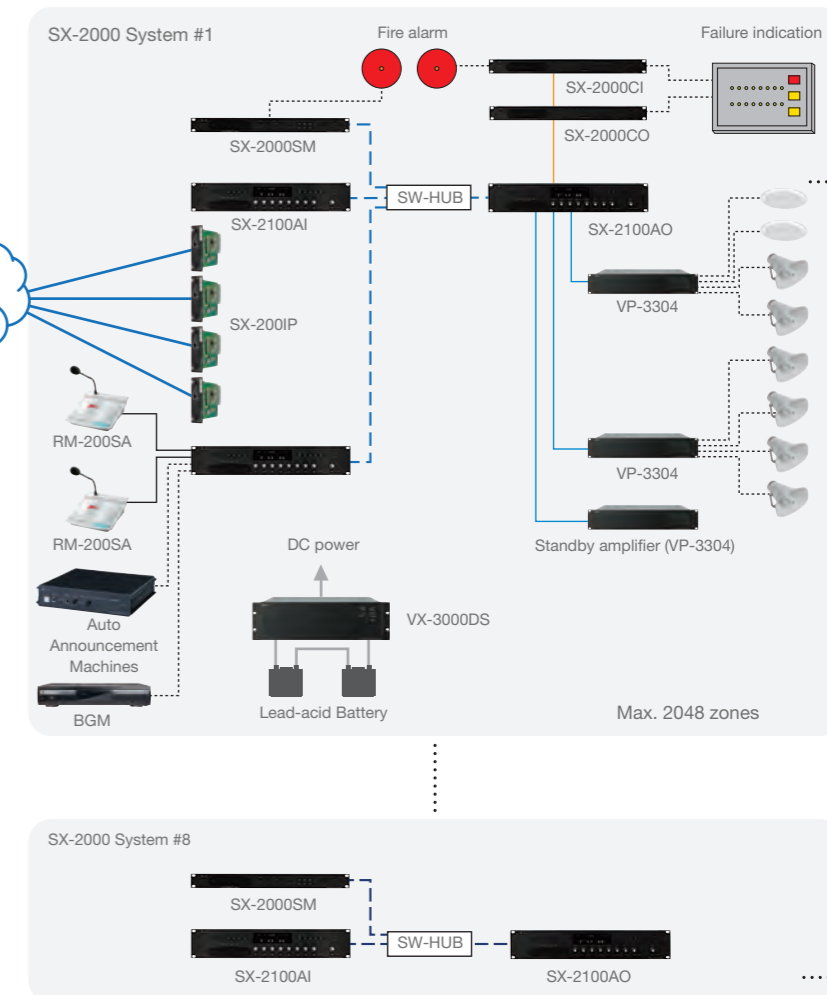 SX-2000 System #1
Fire alarm
Failure indication
SX-2000CI
SX-2000CO
SX-2000SM
SW-HUB
SX-2100AI
SX-2100AO
SX-200IP
VP-3304
RM-200SA
VP-3304
RM-200SA
DC power
Standby amplifier (VP-3304)
VX-3000DS
Auto
Announcement
Machines
Lead-acid Battery
Max. 2048 zones
BGM
SX-2000 System #8
SX-2000SM
SW-HUB
SX-2100AI
SX-2100AO